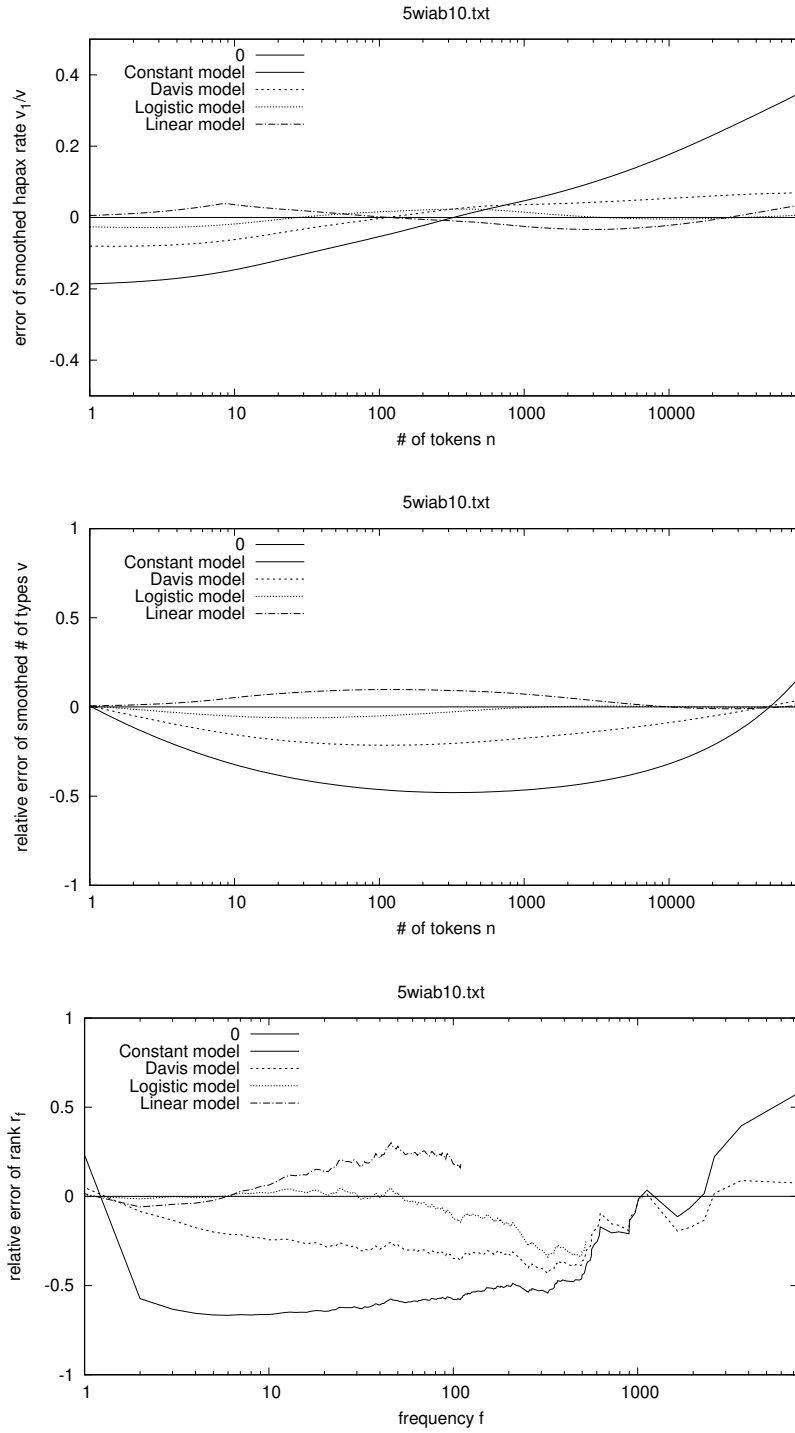 5wiab10.txt
error of smoothed hapax rate v1/v
0.4
0.2
0
-0.2
-0.4
0
Constant model
Davis model
Logistic model
Linear model
1 10 100 1000 10000
# of tokens n
5wiab10.txt
relative error of smoothed # of types v
1
0.5
0
-0.5
-1
0
Constant model
Davis model
Logistic model
Linear model
1 10 100 1000 10000
# of tokens n
5wiab10.txt
relative error of rank rf
1
0.5
0
-0.5
-1
0
Constant model
Davis model
Logistic model
Linear model
1 10 100 1000
frequency f